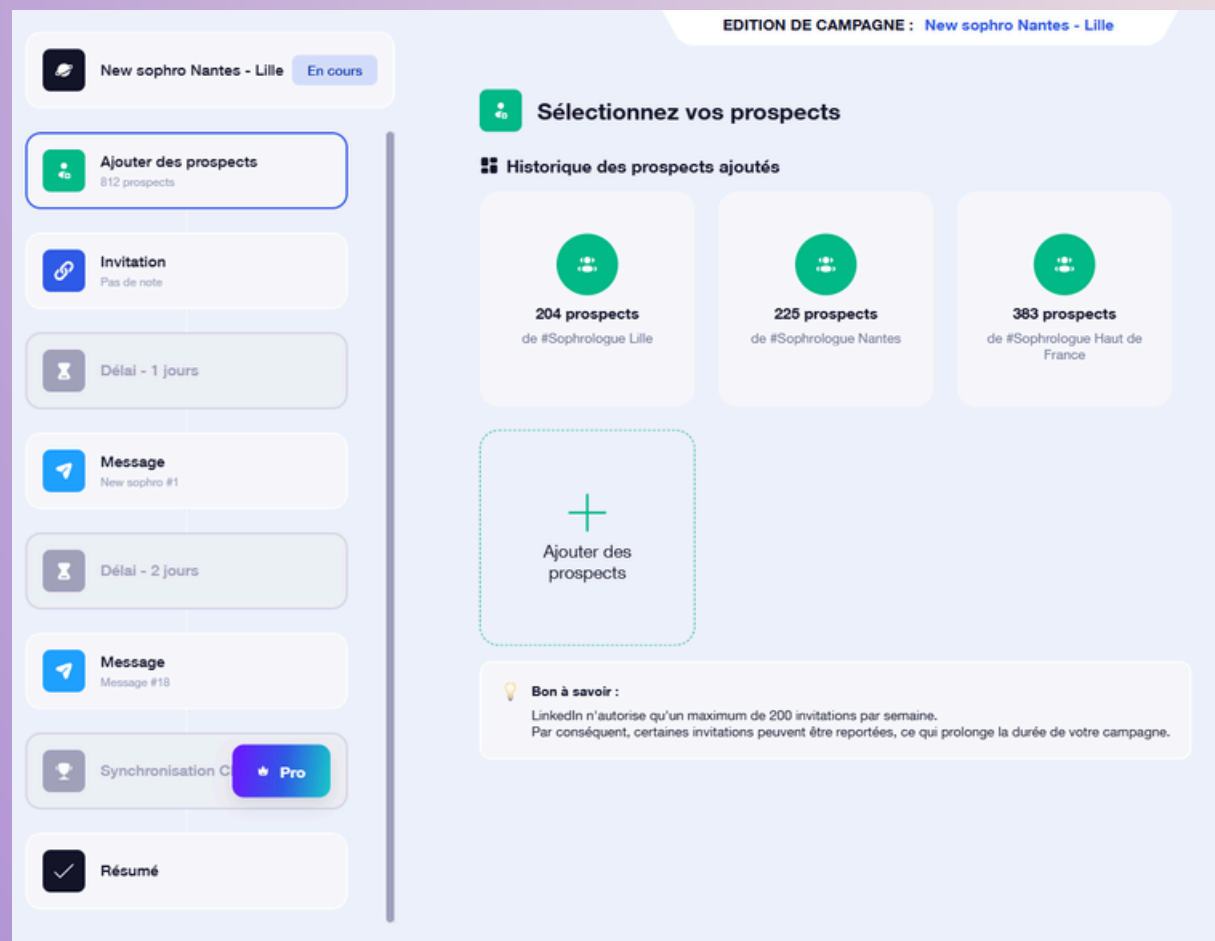 EDITION DE CAMPAGNE : New sophro Nantes - Lille
New sophro Nantes - Lille
En cours
Ajouter des prospects
812 prospects
Invitation
Pas de note
Délai - 1 jours
Message
New sophro #1
Délai - 2 jours
Message
Message #18
Synchronisation
Pro
Résumé
Sélectionnez vos prospects
Historique des prospects ajoutés
204 prospects
de #Sophrologue Lille
225 prospects
de #Sophrologue Nantes
383 prospects
de #Sophrologue Haut de
France
Ajouter des
prospects
Bon à savoir :
LinkedIn n'autorise qu'un maximum de 200 invitations par semaine.
Par conséquent, certaines invitations peuvent être reportées, ce qui prolonge la durée de votre campagne.